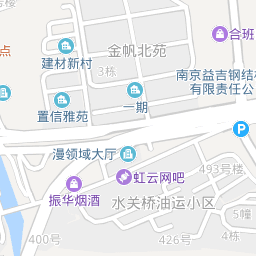 合班
金帆北苑
点
建材新村
3栋
南京益吉钢结构
有限责任公
置信雅苑
一期
P
漫领域大厅
493号楼
虹云网吧
振华烟酒
水关桥油运小区
5幢
400号
426号
4栋